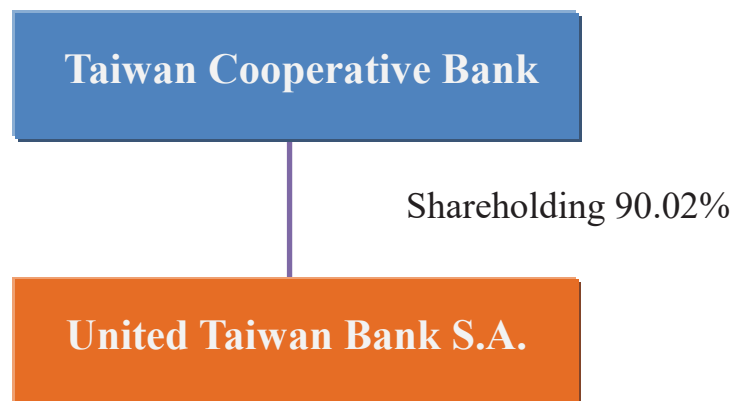 Taiwan Cooperative Bank
Shareholding 90.02%
United Taiwan Bank S.A.